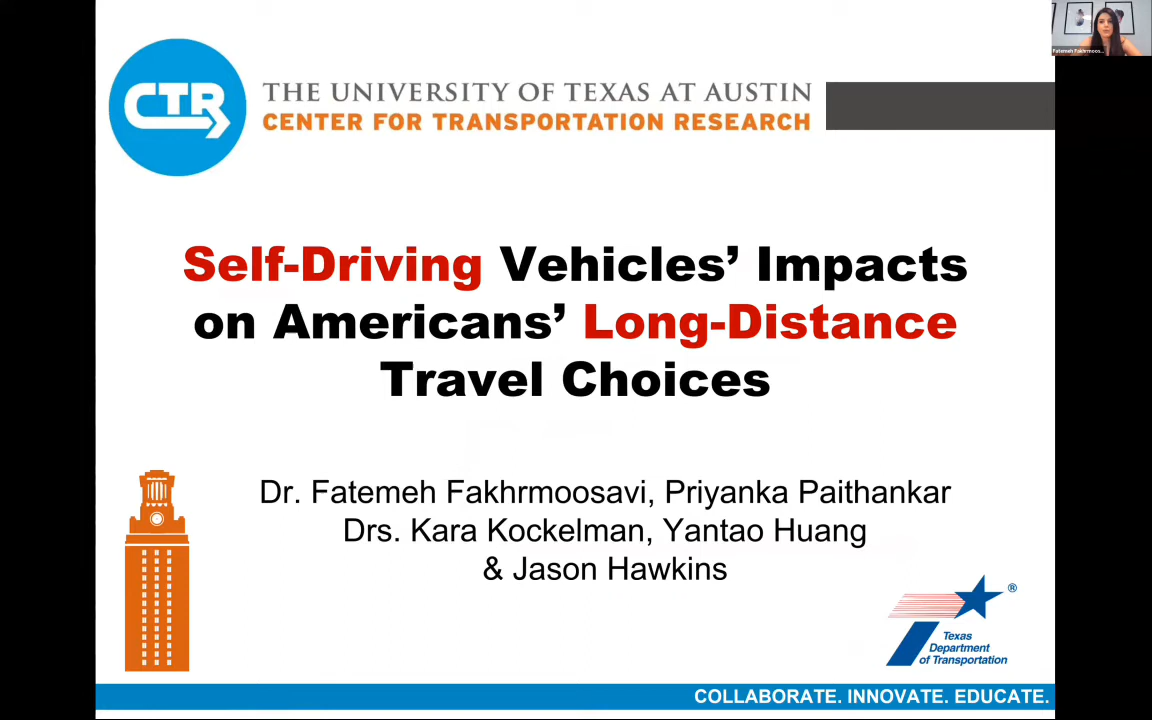 Fatemeh Fakhrmoos...
CTR
THE UNIVERSITY OF TEXAS AT AUSTIN
CENTER FOR TRANSPORTATION RESEARCH
Self-Driving Vehicles’ Impacts
on Americans’ Long-Distance
Travel Choices
Dr. Fatemeh Fakhrmoosavi, Priyanka Paithankar
Drs. Kara Kockelman, Yantao Huang
& Jason Hawkins
®
Texas
Department
of Transportation
COLLABORATE. INNOVATE. EDUCATE.